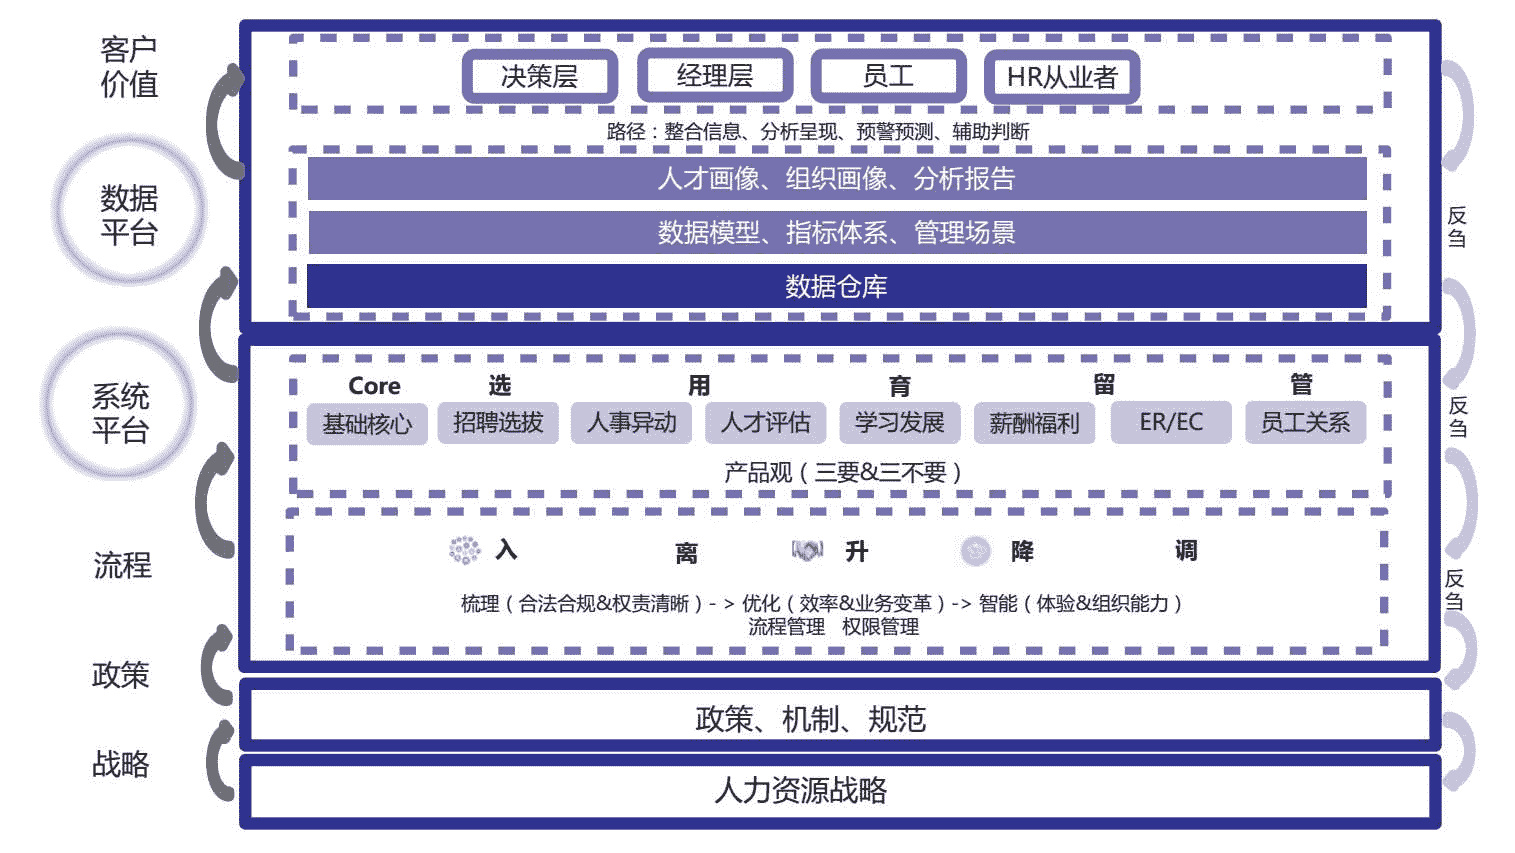 客户
价值
决策层
经理层
员工
HR从业者
路径：整合信息、分析呈现、预警预测、辅助判断
数据
平台
人才画像、组织画像、分析报告
数据模型、指标体系、管理场景
数据仓库
反
刍
系统
平台
Core
选
用
育
留
管
基础核心
招聘选拔
人事异动
人才评估
学习发展
薪酬福利
ER/EC
员工关系
产品观（三要&三不要）
反
刍
流程
入
离
升
降
调
梳理（合法合规&权责清晰）- > 优化（效率&业务变革）-> 智能（体验&组织能力）
流程管理 权限管理
反
刍
政策
政策、机制、规范
战略
人力资源战略